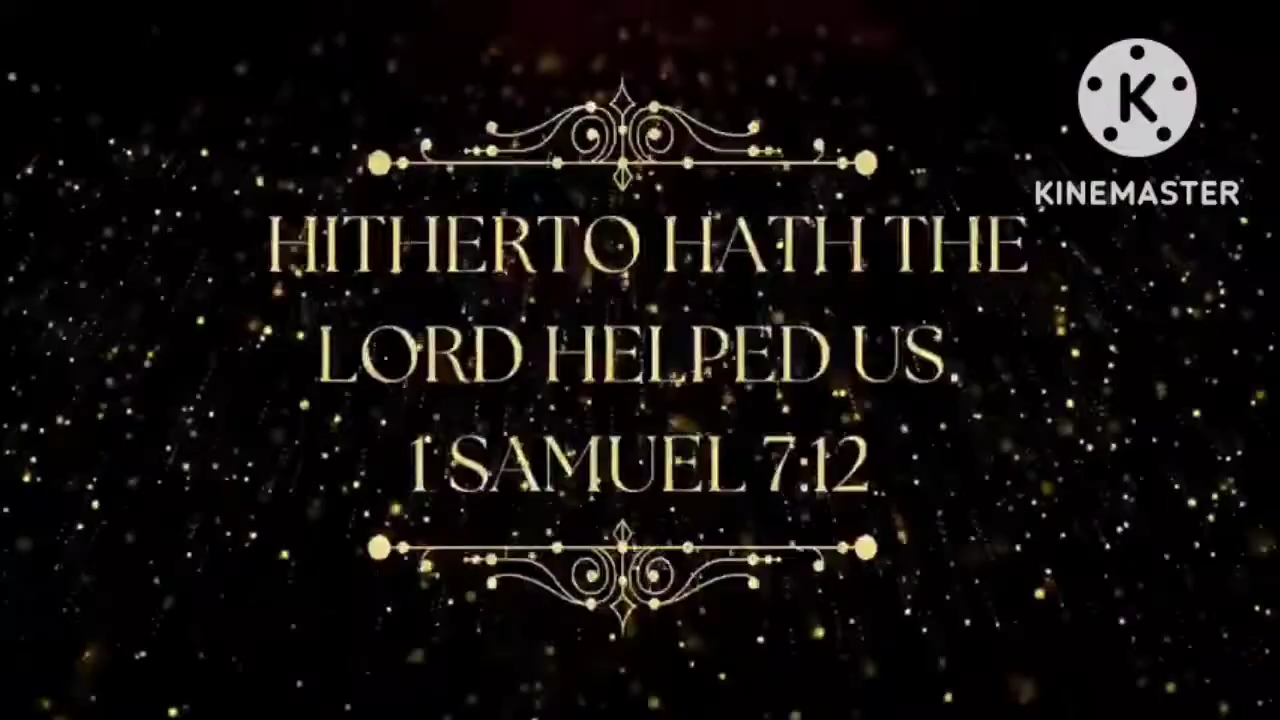 KINEMASTER
HITHERTO HATH THE
LORD HELPED US.
1 SAMUEL 7:12